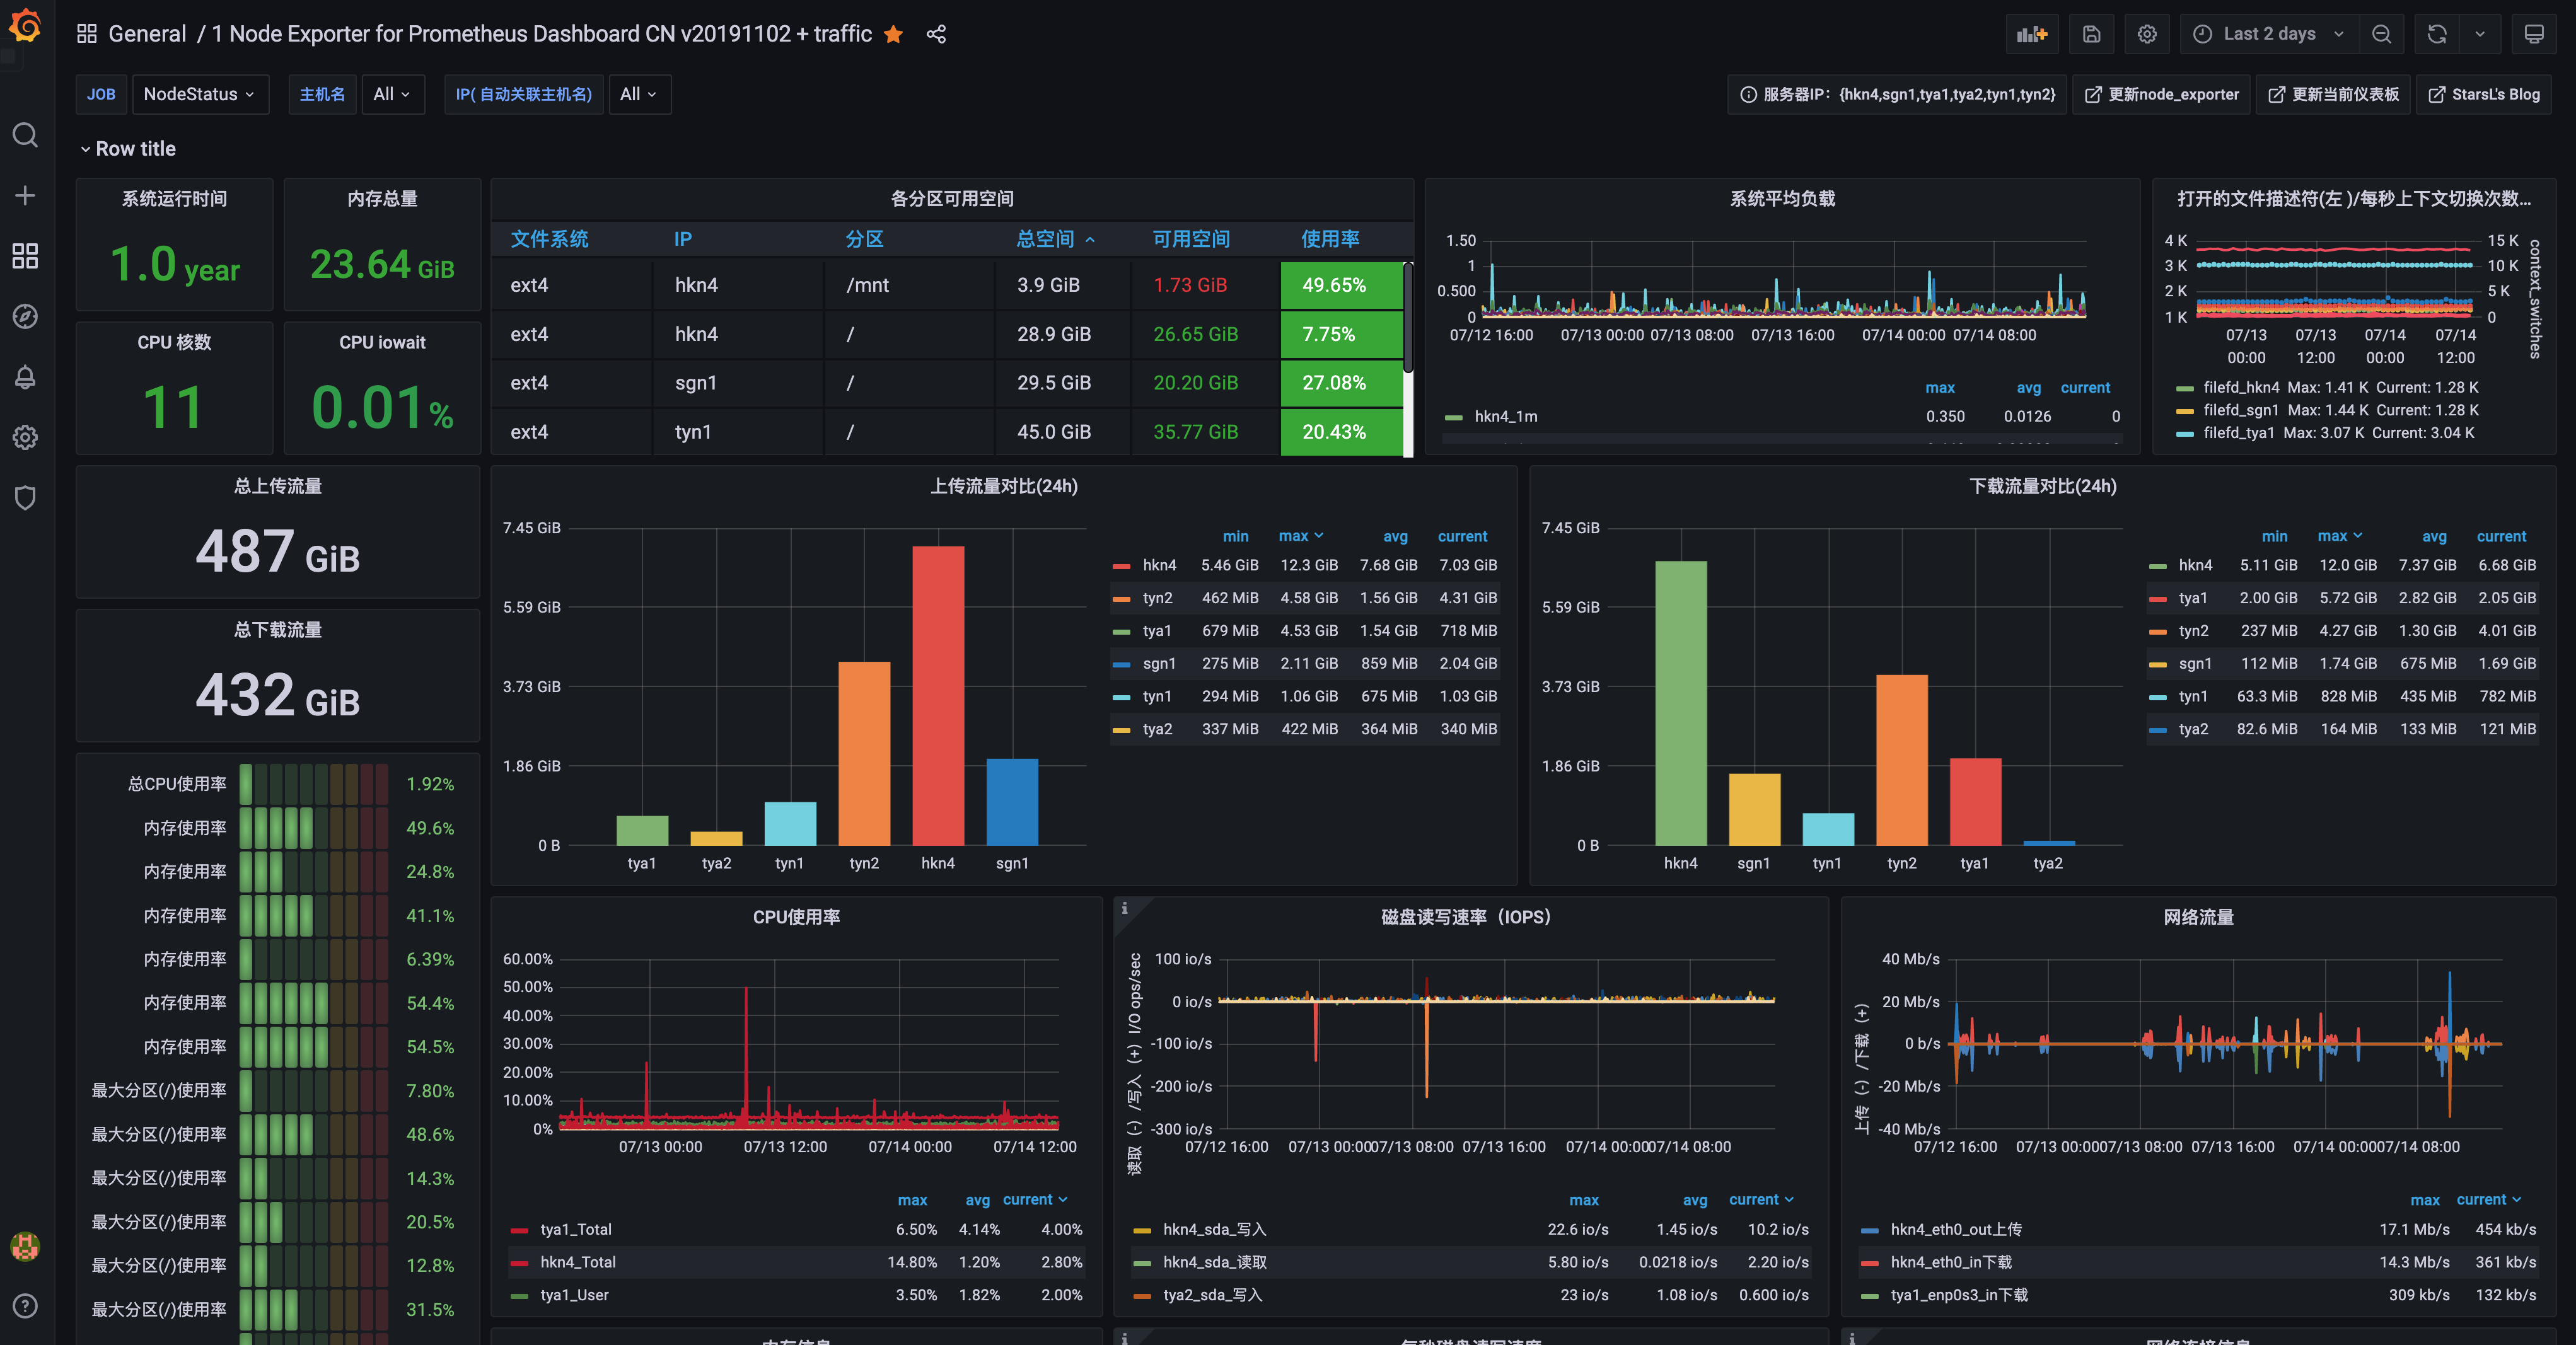 General / 1 Node Exporter for Prometheus Dashboard CN v20191102 + traffic
Last 2 days
JOB NodeStatus 主机名 All IP( 自动关联主机名) All
服务器IP：{hkn4,sgn1,tya1,tya2,tyn1,tyn2} 更新node_exporter 更新当前仪表板 StarsL's Blog
Row title
系统运行时间
1.0 year
内存总量
23.64 GiB
CPU 核数
11
CPU iowait
0.01%
各分区可用空间
文件系统 IP 分区 总空间 可用空间 使用率
ext4 hkn4 /mnt 3.9 GiB 1.73 GiB 49.65%
ext4 hkn4 / 28.9 GiB 26.65 GiB 7.75%
ext4 sgn1 / 29.5 GiB 20.20 GiB 27.08%
ext4 tyn1 / 45.0 GiB 35.77 GiB 20.43%
系统平均负载
1.50
1
0.500
0
07/12 16:00 07/13 00:00 07/13 08:00 07/13 16:00 07/14 00:00 07/14 08:00
max avg current
hkn4_1m 0.350 0.0126 0
打开的文件描述符(左 )/每秒上下文切换次数...
4 K 15 K
3 K 10 K
2 K 5 K
1 K 0
context_switches
07/13 07/13 07/14 07/14
00:00 12:00 00:00 12:00
filefd_hkn4 Max: 1.41 K Current: 1.28 K
filefd_sgn1 Max: 1.44 K Current: 1.28 K
filefd_tya1 Max: 3.07 K Current: 3.04 K
总上传流量
487 GiB
总下载流量
432 GiB
上传流量对比(24h)
7.45 GiB
5.59 GiB
3.73 GiB
1.86 GiB
0 B
tya1 tya2 tyn1 tyn2 hkn4 sgn1
min max avg current
hkn4 5.46 GiB 12.3 GiB 7.68 GiB 7.03 GiB
tyn2 462 MiB 4.58 GiB 1.56 GiB 4.31 GiB
tya1 679 MiB 4.53 GiB 1.54 GiB 718 MiB
sgn1 275 MiB 2.11 GiB 859 MiB 2.04 GiB
tyn1 294 MiB 1.06 GiB 675 MiB 1.03 GiB
tya2 337 MiB 422 MiB 364 MiB 340 MiB
下载流量对比(24h)
7.45 GiB
5.59 GiB
3.73 GiB
1.86 GiB
0 B
hkn4 sgn1 tyn1 tyn2 tya1 tya2
min max avg current
hkn4 5.11 GiB 12.0 GiB 7.37 GiB 6.68 GiB
tya1 2.00 GiB 5.72 GiB 2.82 GiB 2.05 GiB
tyn2 237 MiB 4.27 GiB 1.30 GiB 4.01 GiB
sgn1 112 MiB 1.74 GiB 675 MiB 1.69 GiB
tyn1 63.3 MiB 828 MiB 435 MiB 782 MiB
tya2 82.6 MiB 164 MiB 133 MiB 121 MiB
总CPU使用率 1.92%
内存使用率 49.6%
内存使用率 24.8%
内存使用率 41.1%
内存使用率 6.39%
内存使用率 54.4%
内存使用率 54.5%
最大分区(/)使用率 7.80%
最大分区(/)使用率 48.6%
最大分区(/)使用率 14.3%
最大分区(/)使用率 20.5%
最大分区(/)使用率 12.8%
最大分区(/)使用率 31.5%
CPU使用率
60.00%
50.00%
40.00%
30.00%
20.00%
10.00%
0%
07/13 00:00 07/13 12:00 07/14 00:00 07/14 12:00
max avg current
tya1_Total 6.50% 4.14% 4.00%
hkn4_Total 14.80% 1.20% 2.80%
tya1_User 3.50% 1.82% 2.00%
磁盘读写速率（IOPS）
读取（-）/写入（+）I/O ops/sec
100 io/s
0 io/s
-100 io/s
-200 io/s
-300 io/s
07/12 16:00 07/13 00:00 07/13 08:00 07/13 16:00 07/14 00:00 07/14 08:00
max avg current
hkn4_sda_写入 22.6 io/s 1.45 io/s 10.2 io/s
hkn4_sda_读取 5.80 io/s 0.0218 io/s 2.20 io/s
tya2_sda_写入 23 io/s 1.08 io/s 0.600 io/s
网络流量
上传（-）/下载（+）
40 Mb/s
20 Mb/s
0 b/s
-20 Mb/s
-40 Mb/s
07/12 16:00 07/13 00:00 07/13 08:00 07/13 16:00 07/14 00:00 07/14 08:00
max current
hkn4_eth0_out上传 17.1 Mb/s 454 kb/s
hkn4_eth0_in下载 14.3 Mb/s 361 kb/s
tya1_enp0s3_in下载 309 kb/s 132 kb/s
内存信息
每秒磁盘读写速度
网络连接信息